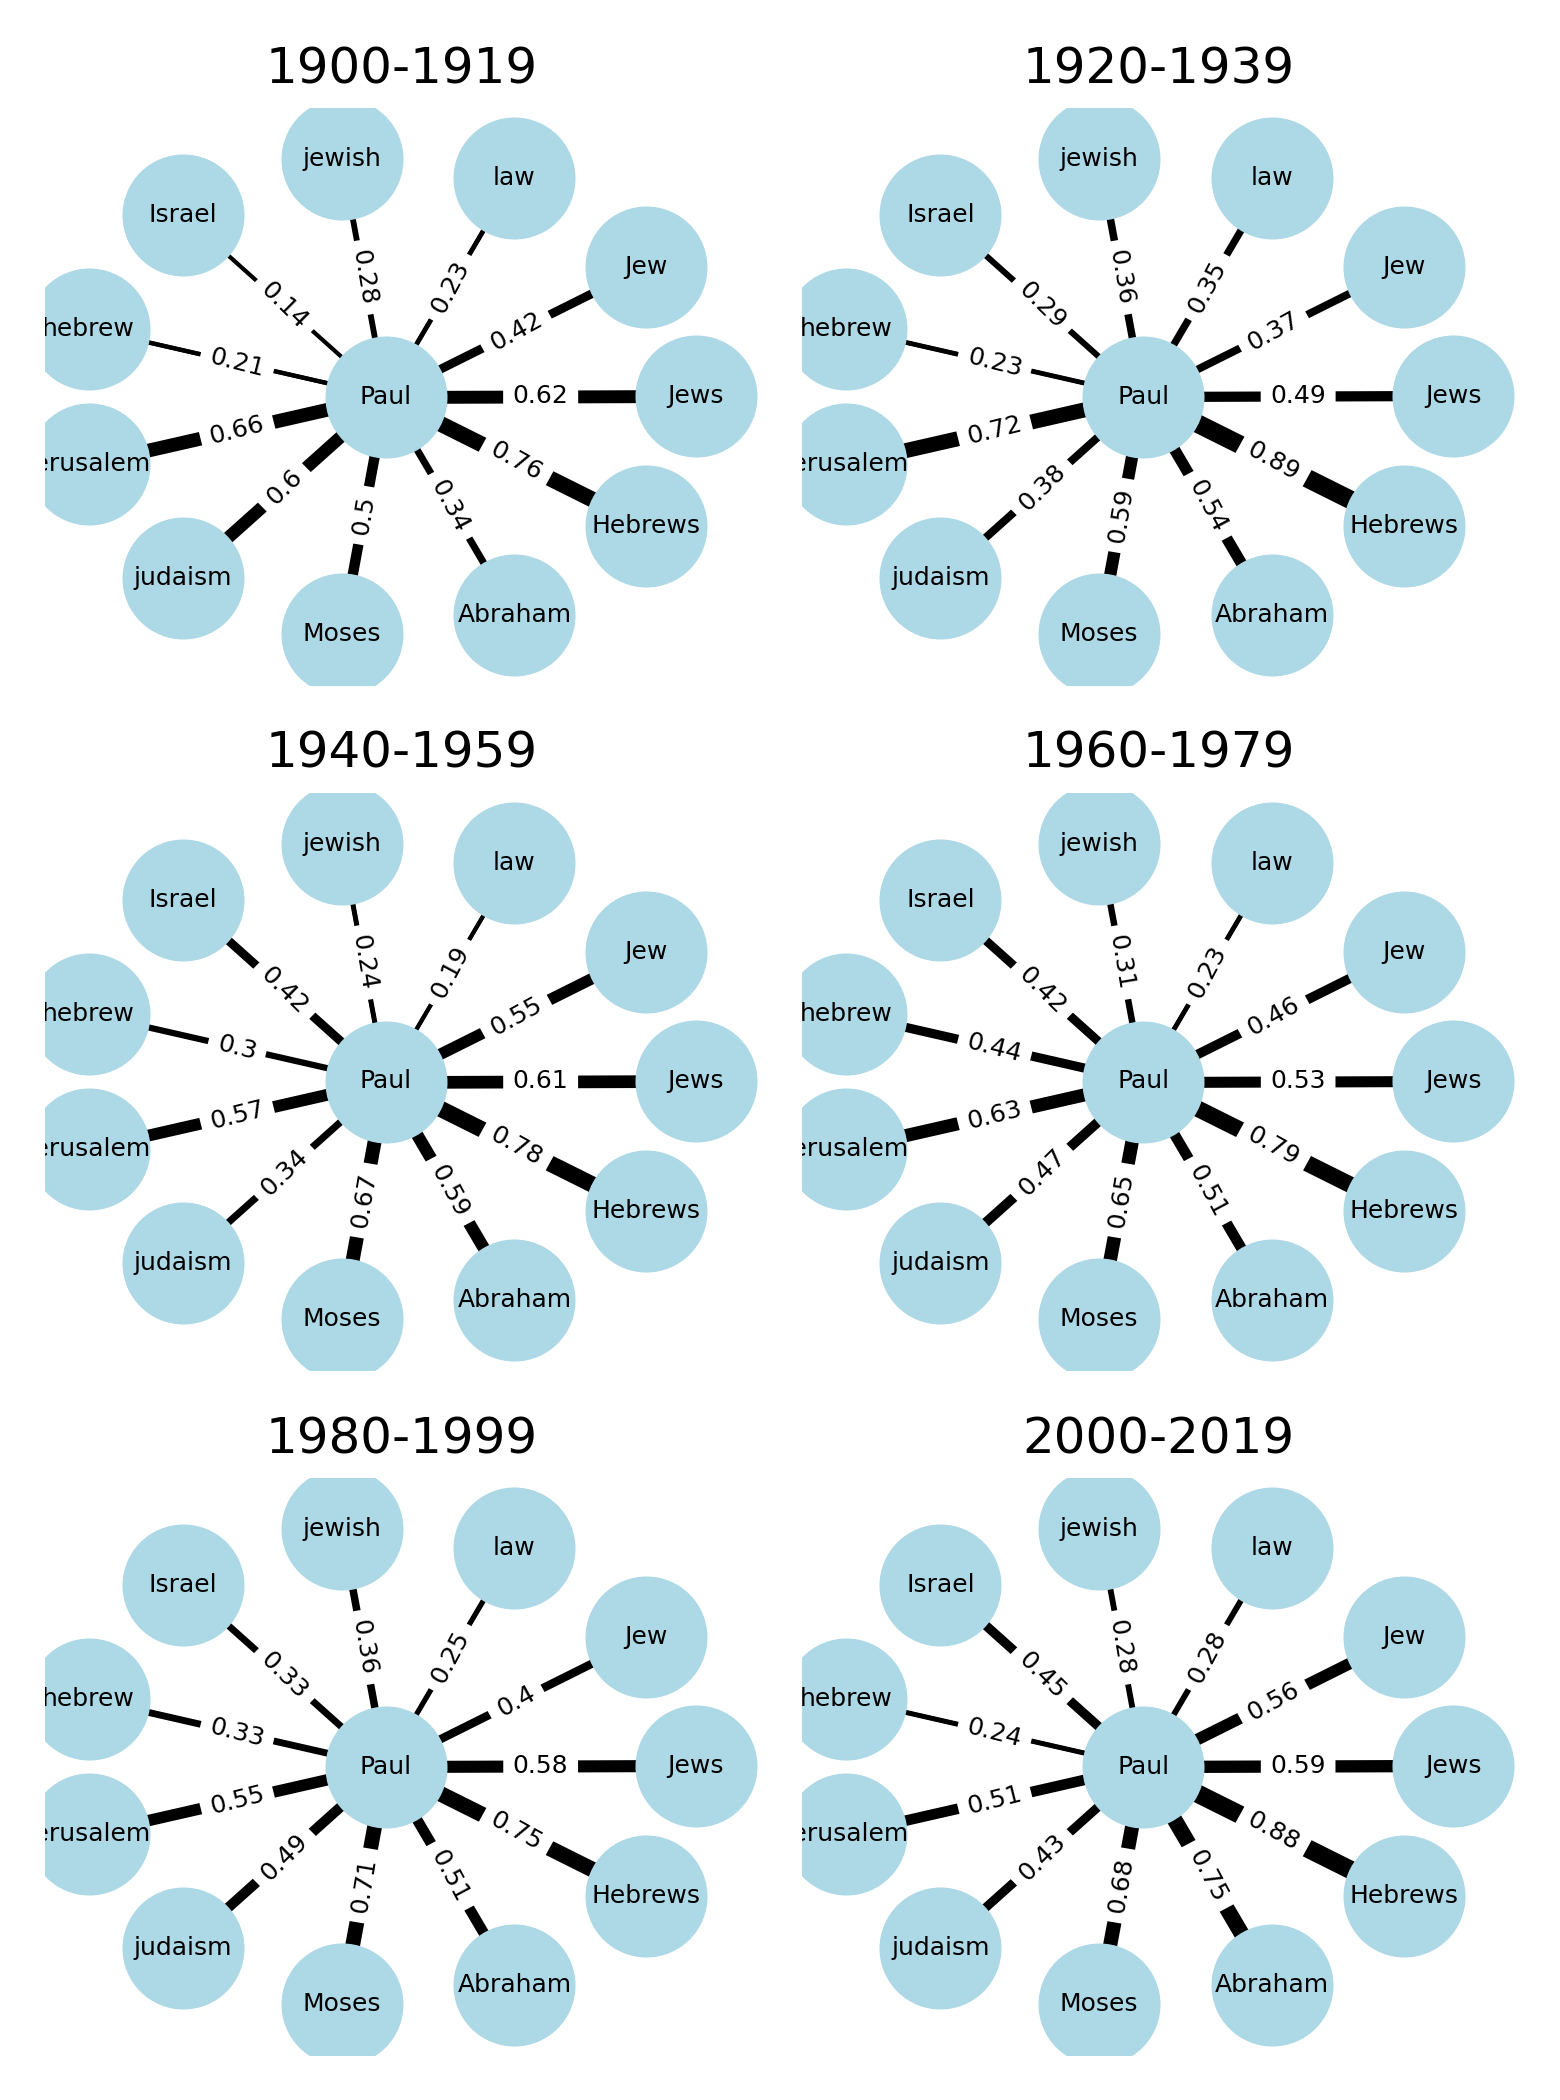 1900-1919
jewish
law
Israel
Jew
0.28
0.23
0.14
hebrew
0.42
0.21
Paul
0.62
Jews
0.66
erusalem
0.76
0.6
0.34
0.5
Hebrews
judaism
Abraham
Moses
1920-1939
jewish
law
Israel
Jew
0.36
0.35
0.29
hebrew
0.37
0.23
Paul
0.49
Jews
0.72
erusalem
0.89
0.38
0.54
0.59
Hebrews
judaism
Abraham
Moses
1940-1959
jewish
law
Israel
Jew
0.24
0.19
0.42
hebrew
0.55
0.3
Paul
0.61
Jews
0.57
erusalem
0.78
0.34
0.59
0.67
Hebrews
judaism
Abraham
Moses
1960-1979
jewish
law
Israel
Jew
0.31
0.23
0.42
hebrew
0.46
0.44
Paul
0.53
Jews
0.63
erusalem
0.79
0.47
0.51
0.65
Hebrews
judaism
Abraham
Moses
1980-1999
jewish
law
Israel
Jew
0.36
0.25
0.33
hebrew
0.4
0.33
Paul
0.58
Jews
0.55
erusalem
0.75
0.49
0.51
0.71
Hebrews
judaism
Abraham
Moses
2000-2019
jewish
law
Israel
Jew
0.28
0.28
0.45
hebrew
0.56
0.24
Paul
0.59
Jews
0.51
erusalem
0.88
0.43
0.75
0.68
Hebrews
judaism
Abraham
Moses